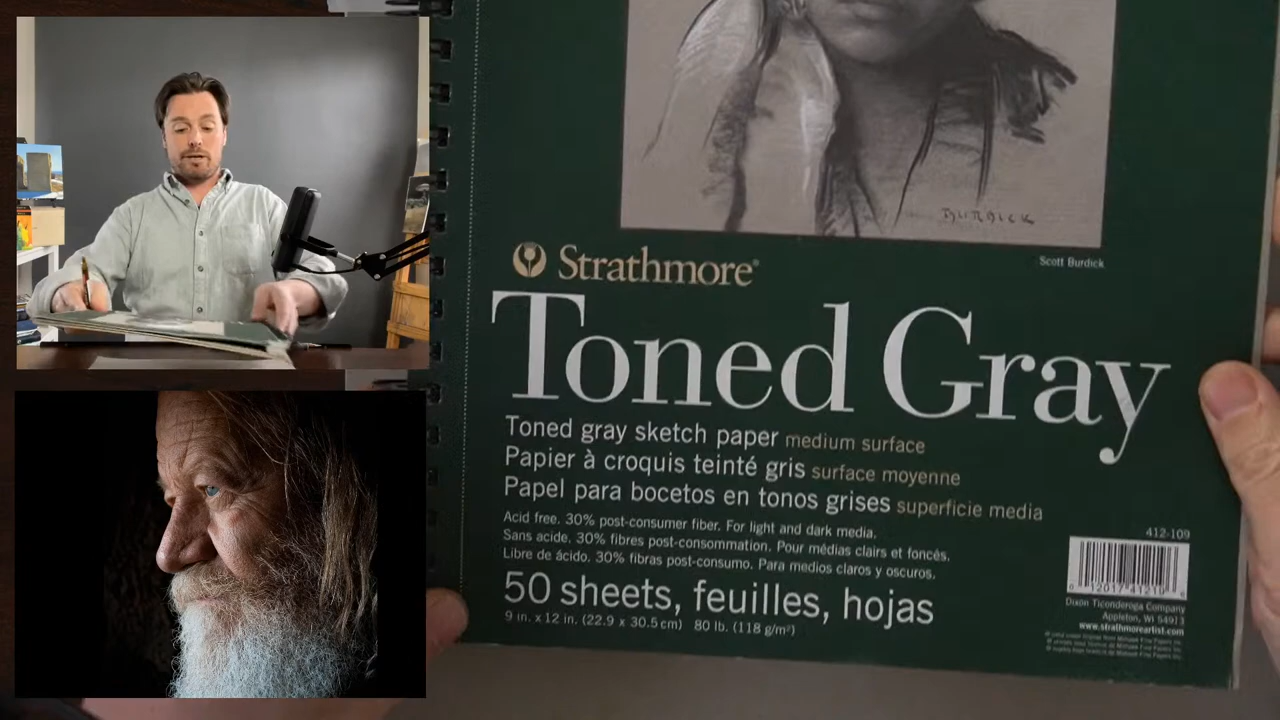 BURDICK
Scott Burdick
Strathmore®
Toned Gray
Toned gray sketch paper medium surface
Papier à croquis teinté gris surface moyenne
Papel para bocetos en tonos grises superficie media
Acid free. 30% post-consumer fiber. For light and dark media.
Sans acide. 30% fibres post-consommation. Pour médias clairs et foncés.
Libre de ácido. 30% fibras post-consumo. Para medios claros y oscuros.
50 sheets, feuilles, hojas
9 in. x 12 in. (22.9 x 30.5 cm) 80 lb. (118 g/m²)
412-109
Dixon Ticonderoga Company
Appleton, WI 54913
www.strathmoreartist.com